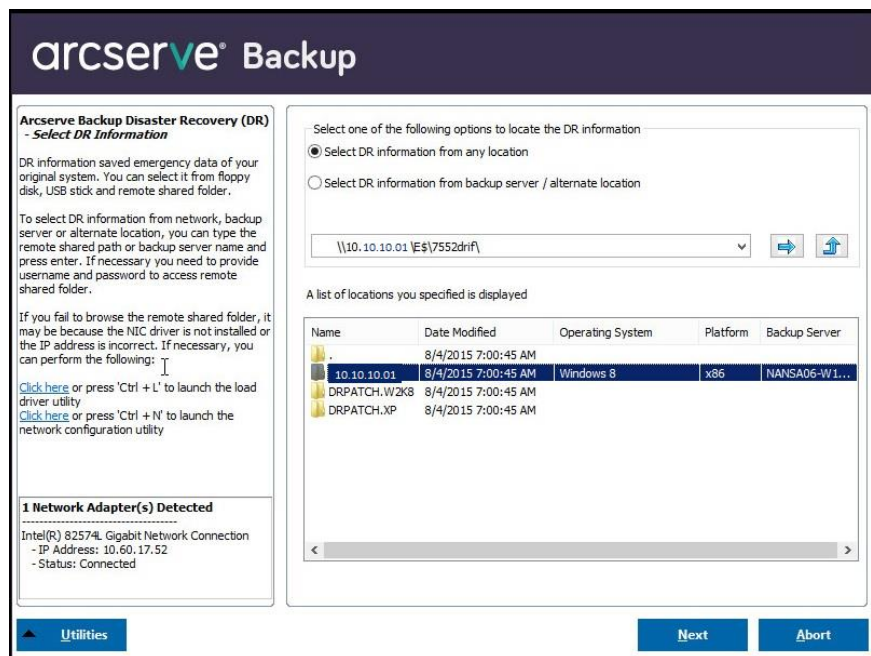 arcserve® Backup
Arcserve Backup Disaster Recovery (DR)
- Select DR Information
DR information saved emergency data of your
original system. You can select it from floppy
disk, USB stick and remote shared folder.
To select DR information from network, backup
server or alternate location, you can type the
remote shared path or backup server name and
press enter. If necessary you need to provide
username and password to access remote
shared folder.
If you fail to browse the remote shared folder, it
may be because the NIC driver is not installed or
the IP address is incorrect. If necessary, you
can perform the following:
Click here or press 'Ctrl + L' to launch the load
driver utility
Click here or press 'Ctrl + N' to launch the
network configuration utility
1 Network Adapter(s) Detected
------------------------------------
Intel(R) 82574L Gigabit Network Connection
- IP Address: 10.60.17.52
- Status: Connected
Select one of the following options to locate the DR information
Select DR information from any location
Select DR information from backup server / alternate location
\\10.10.10.01\E$\7552drif\
A list of locations you specified is displayed
Name Date Modified Operating System Platform Backup Server
. 8/4/2015 7:00:45 AM
10.10.10.01 8/4/2015 7:00:45 AM Windows 8 x86 NANSA06-W1...
DRPATCH.W2K8 8/4/2015 7:00:45 AM
DRPATCH.XP 8/4/2015 7:00:45 AM
Utilities Next Abort